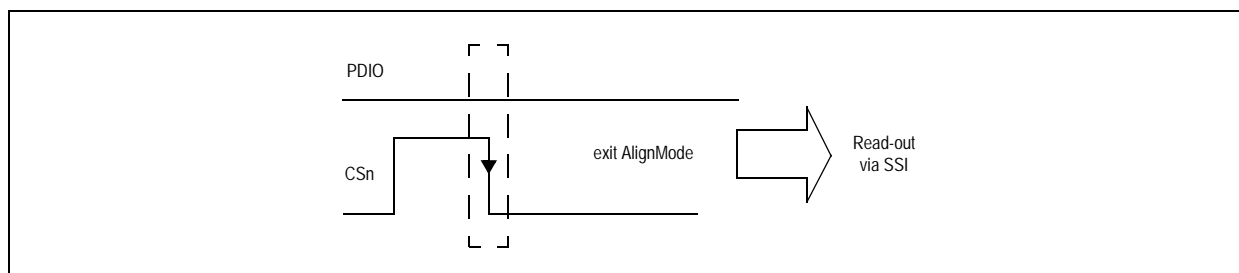 PDIO
exit AlignMode
Read-out
via SSI
CSn